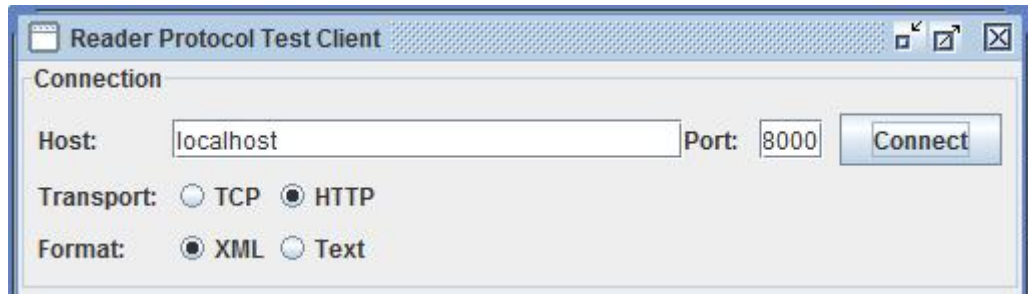 Reader Protocol Test Client
Connection
Host: localhost Port: 8000 Connect
Transport: TCP HTTP
Format: XML Text